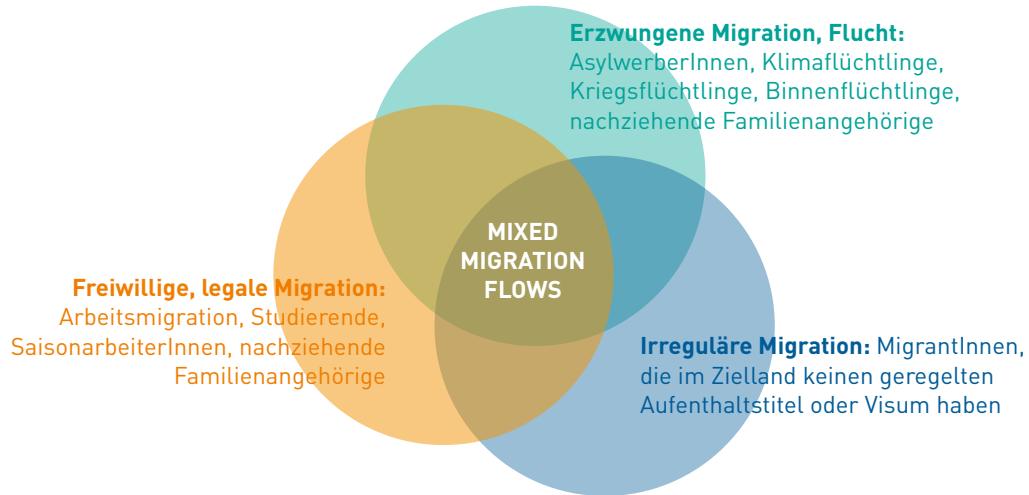 Erzwungene Migration, Flucht:
AsylwerberInnen, Klimaflüchtlinge,
Kriegsflüchtlinge, Binnenflüchtlinge,
nachziehende Familienangehörige
MIXED
MIGRATION
FLOWS
Freiwillige, legale Migration:
Arbeitsmigration, Studierende,
SaisonarbeiterInnen, nachziehende
Familienangehörige
Irreguläre Migration: MigrantInnen,
die im Zielland keinen geregelten
Aufenthaltstitel oder Visum haben